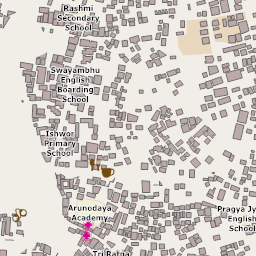 Rashmi
Secondary
School
Swayambhu
English
Boarding
School
Ishwor
Primary
School
Arunodaya
Academy
Pragya Jy
English
School
Tri Ratna